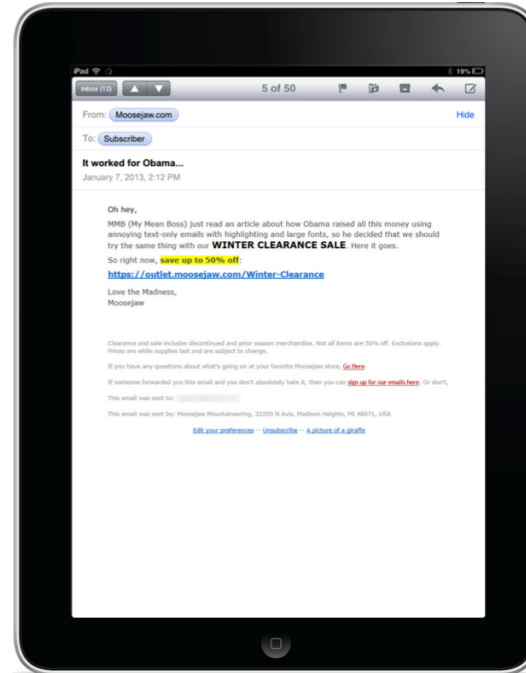 iPad
19%
Inbox (12)
5 of 50
From: Moosejaw.com
Hide
To: Subscriber
It worked for Obama...
January 7, 2013, 2:12 PM
Oh hey,
MMB (My Mean Boss) just read an article about how Obama raised all this money using
annoying text-only emails with highlighting and large fonts, so he decided that we should
try the same thing with our WINTER CLEARANCE SALE. Here it goes.
So right now, save up to 50% off:
https://outlet.moosejaw.com/Winter-Clearance
Love the Madness,
Moosejaw
Clearance and sale includes discontinued and prior season merchandise. Not all items are 50% off. Exclusions apply.
Prices are while supplies last and are subject to change.
If you have any questions about what's going on at your favorite Moosejaw store, Go Here.
If someone forwarded you this email and you don't absolutely hate it, then you can sign up for our emails here. Or don't.
This email was sent to:
This email was sent by: Moosejaw Mountaineering, 32200 N Avis, Madison Heights, MI 48071, USA
Edit your preferences -- Unsubscribe -- A picture of a giraffe